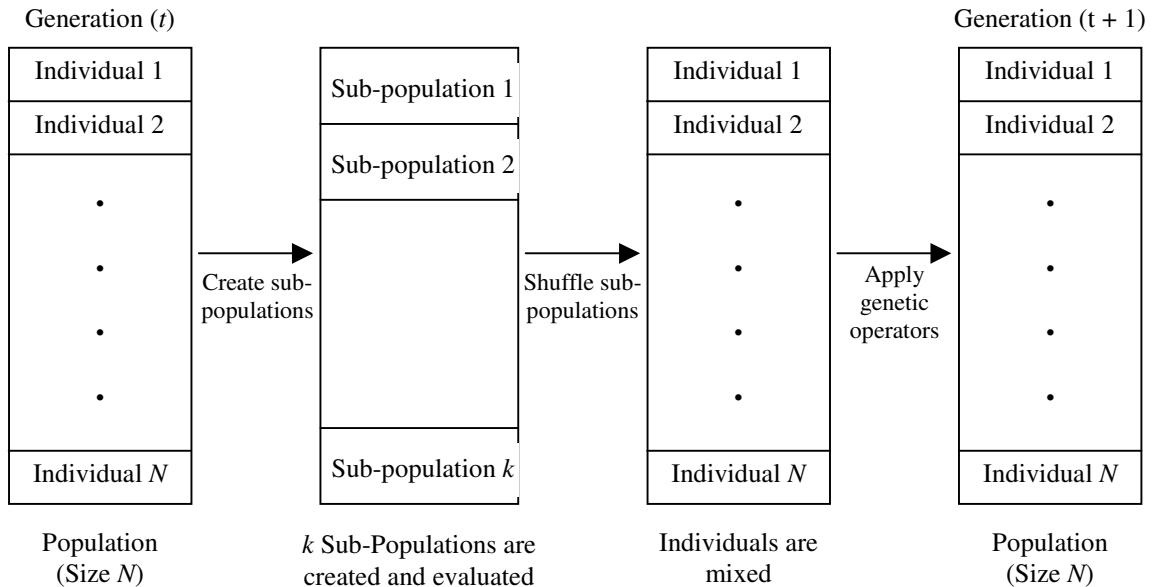 Generation (t)
Generation (t + 1)
Individual 1
Individual 2
Individual N
Population
(Size N)
Create sub-
populations
Sub-population 1
Sub-population 2
Sub-population k
k Sub-Populations are
created and evaluated
Shuffle sub-
populations
Individual 1
Individual 2
Individual N
Individuals are
mixed
Apply
genetic
operators
Individual 1
Individual 2
Individual N
Population
(Size N)